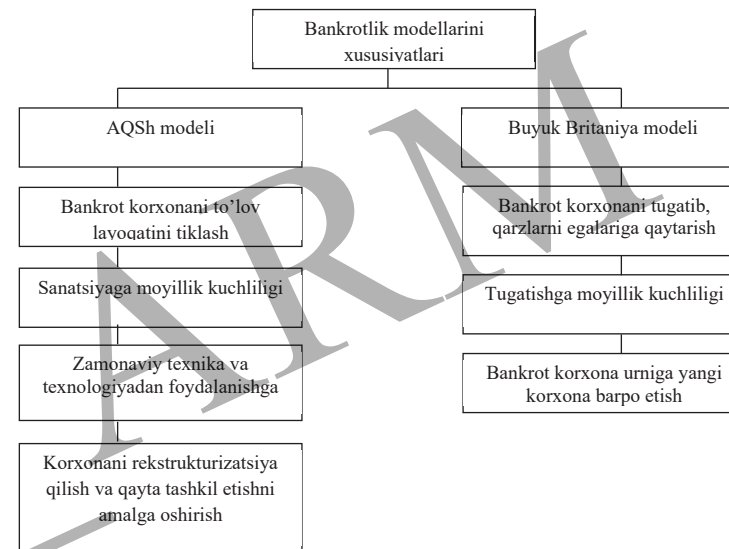 Bankrotlik modellarini
xususiyatlari
AQSh modeli
Bankrot korxonani to’lov
layoqatini tiklash
Sanatsiyaga moyillik kuchliligi
Zamonaviy texnika va
texnologiyadan foydalanishga
Korxonani rekstrukturizatsiya
qilish va qayta tashkil etishni
amalga oshirish
Buyuk Britaniya modeli
Bankrot korxonani tugatib,
qarzlarni egalariga qaytarish
Tugatishga moyillik kuchliligi
Bankrot korxona urniga yangi
korxona barpo etish
ARM